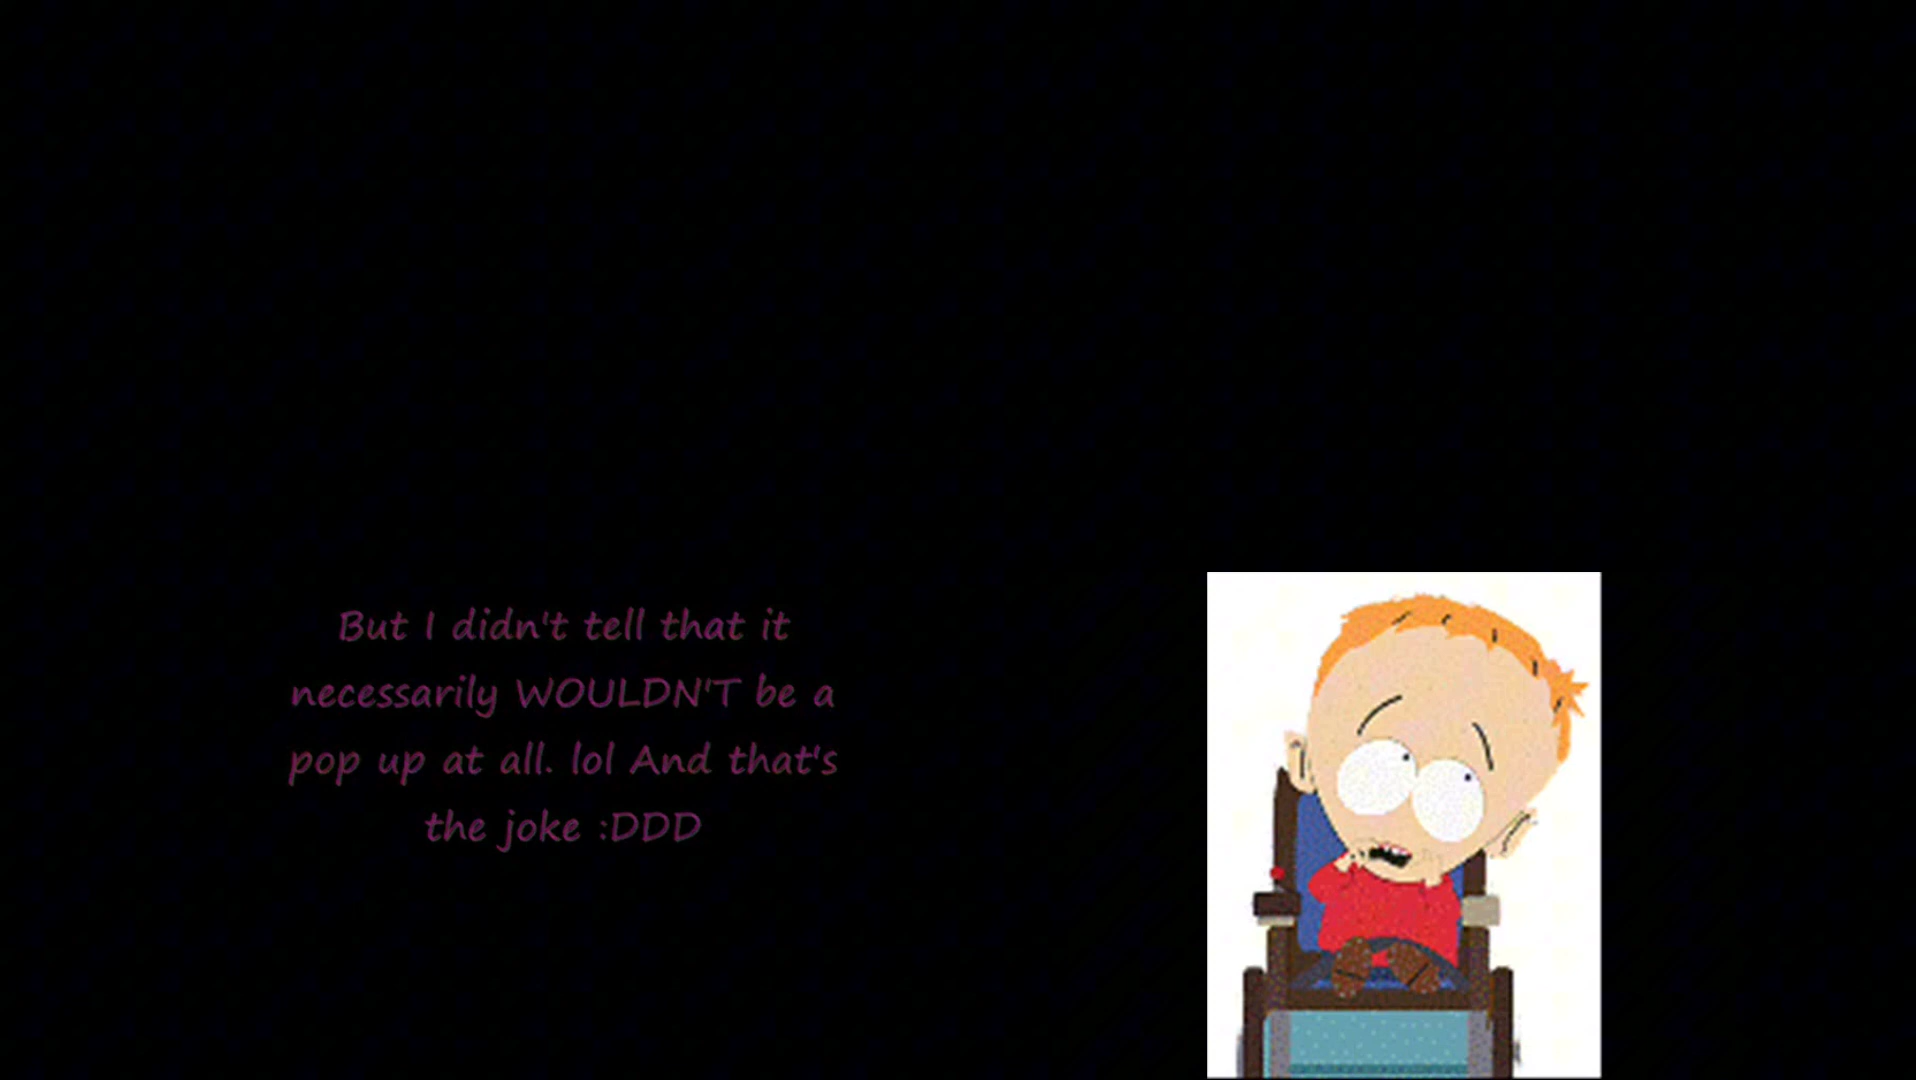 But I didn't tell that it
necessarily WOULDN'T be a
pop up at all. lol And that's
the joke :DDD